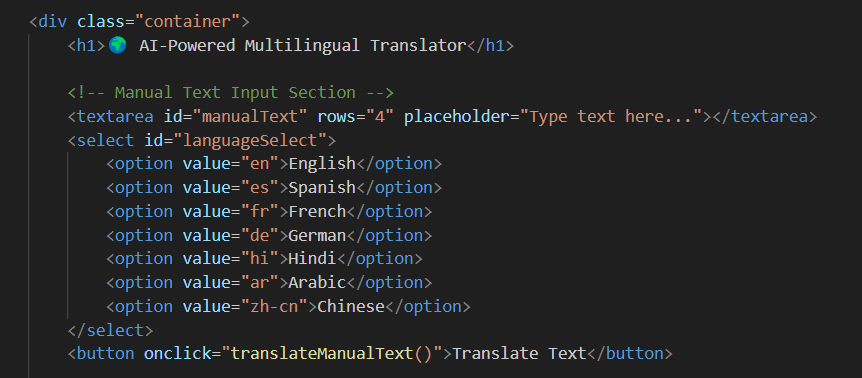 <div class="container">
<h1>🌍 AI-Powered Multilingual Translator</h1>
<!-- Manual Text Input Section -->
<textarea id="manualText" rows="4" placeholder="Type text here..."></textarea>
<select id="languageSelect">
<option value="en">English</option>
<option value="es">Spanish</option>
<option value="fr">French</option>
<option value="de">German</option>
<option value="hi">Hindi</option>
<option value="ar">Arabic</option>
<option value="zh-cn">Chinese</option>
</select>
<button onclick="translateManualText()">Translate Text</button>